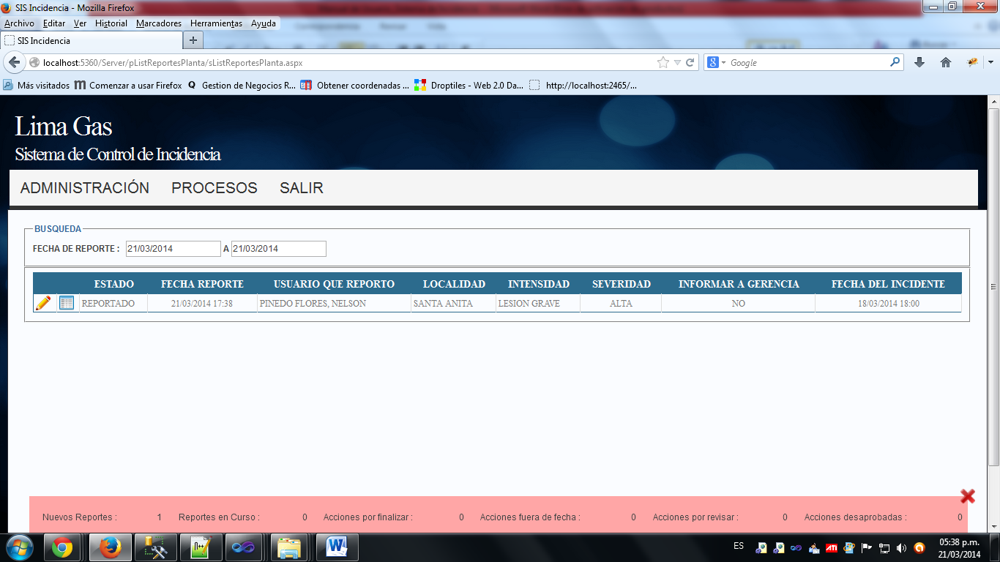 SIS Incidencia - Mozilla Firefox
Archivo Editar Ver Historial Marcadores Herramientas Ayuda
SIS Incidencia +
localhost:5360/Server/pListReportesPlanta/sListReportesPlanta.aspx
Google
Más visitados Comenzar a usar Firefox Gestion de Negocios R... Obtener coordenadas ... Droptiles - Web 2.0 Da... http://localhost:2465/...
Lima Gas
Sistema de Control de Incidencia
ADMINISTRACIÓN PROCESOS SALIR
BUSQUEDA
FECHA DE REPORTE : 21/03/2014 A 21/03/2014
ESTADO FECHA REPORTE USUARIO QUE REPORTO LOCALIDAD INTENSIDAD SEVERIDAD INFORMAR A GERENCIA FECHA DEL INCIDENTE
REPORTADO 21/03/2014 17:38 PINEDO FLORES, NELSON SANTA ANITA LESION GRAVE ALTA NO 18/03/2014 18:00
Nuevos Reportes : 1 Reportes en Curso : 0 Acciones por finalizar : 0 Acciones fuera de fecha : 0 Acciones por revisar : 0 Acciones desaprobadas : 0
ES
05:38 p.m.
21/03/2014